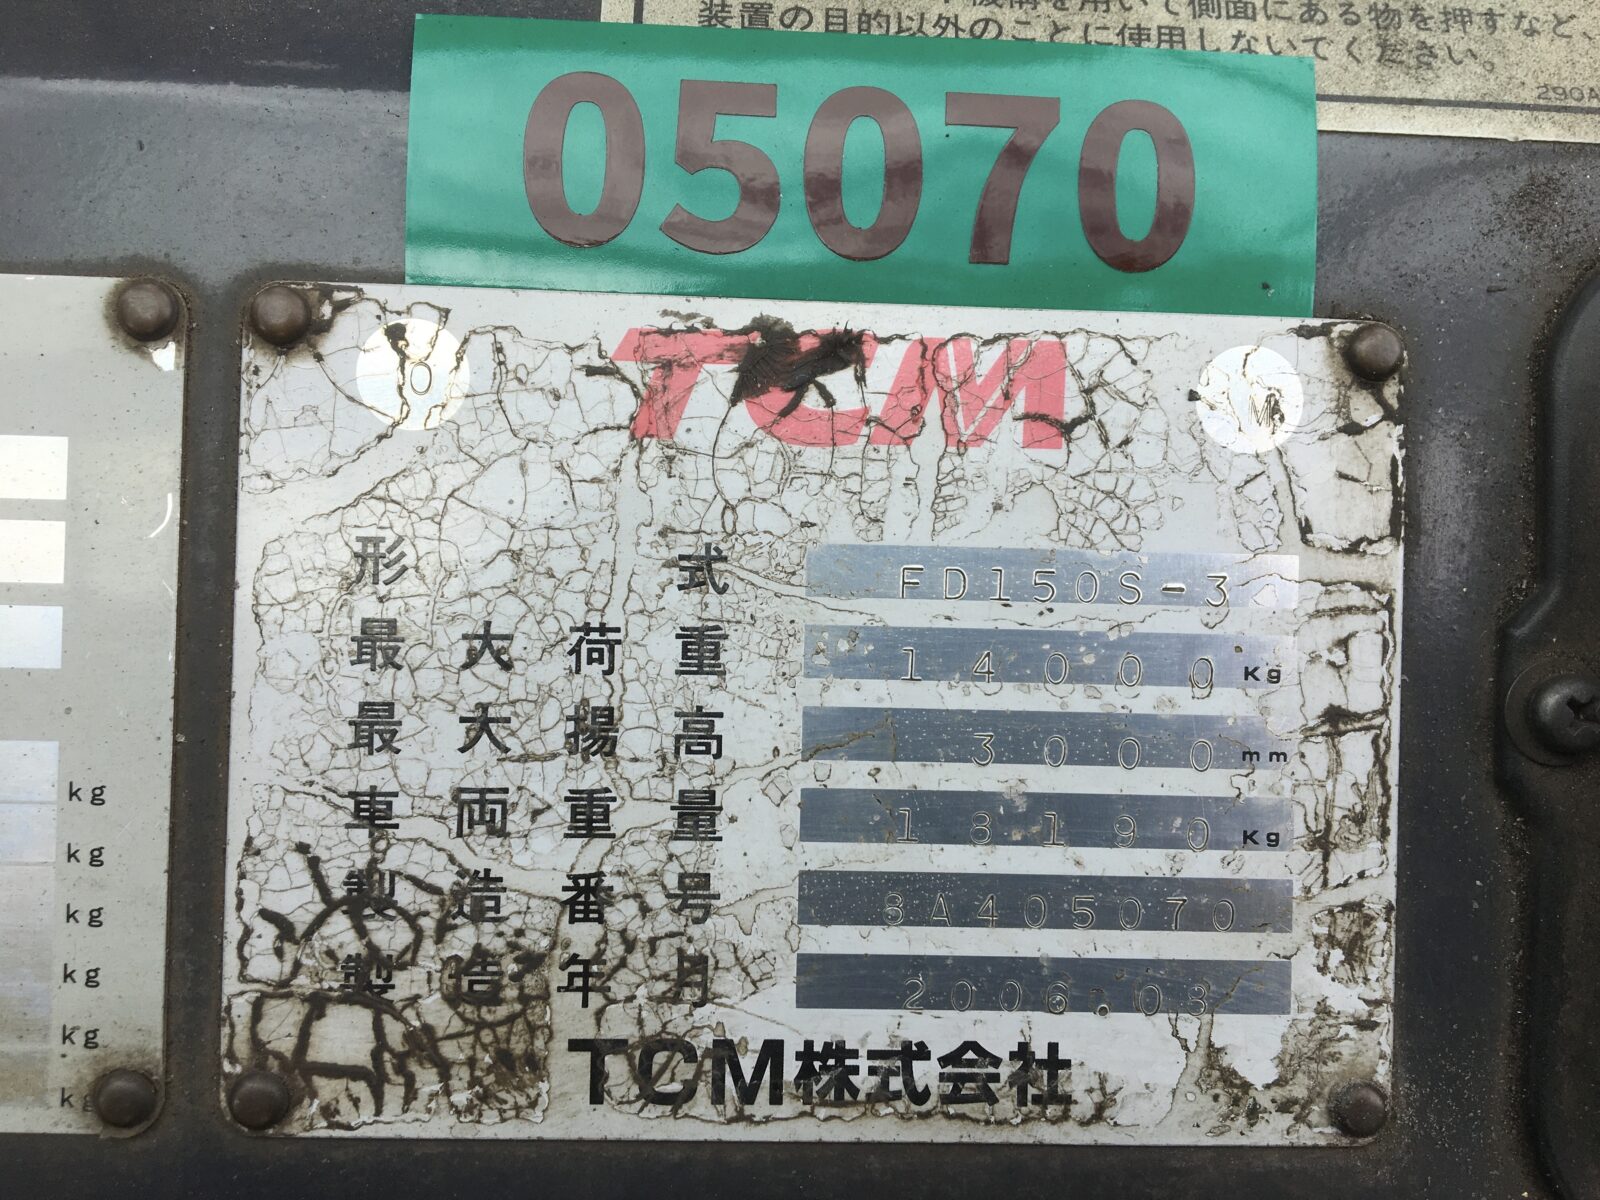 装置の目的以外のことに使用しないでください。
290A
05070
TCM
形式 FD150S-3
最大荷重 14000 Kg
最大揚高 3000 mm
車両重量 18190 Kg
製造番号 8A405070
製造年月 2006.03
TCM株式会社
kg
kg
kg
kg
kg